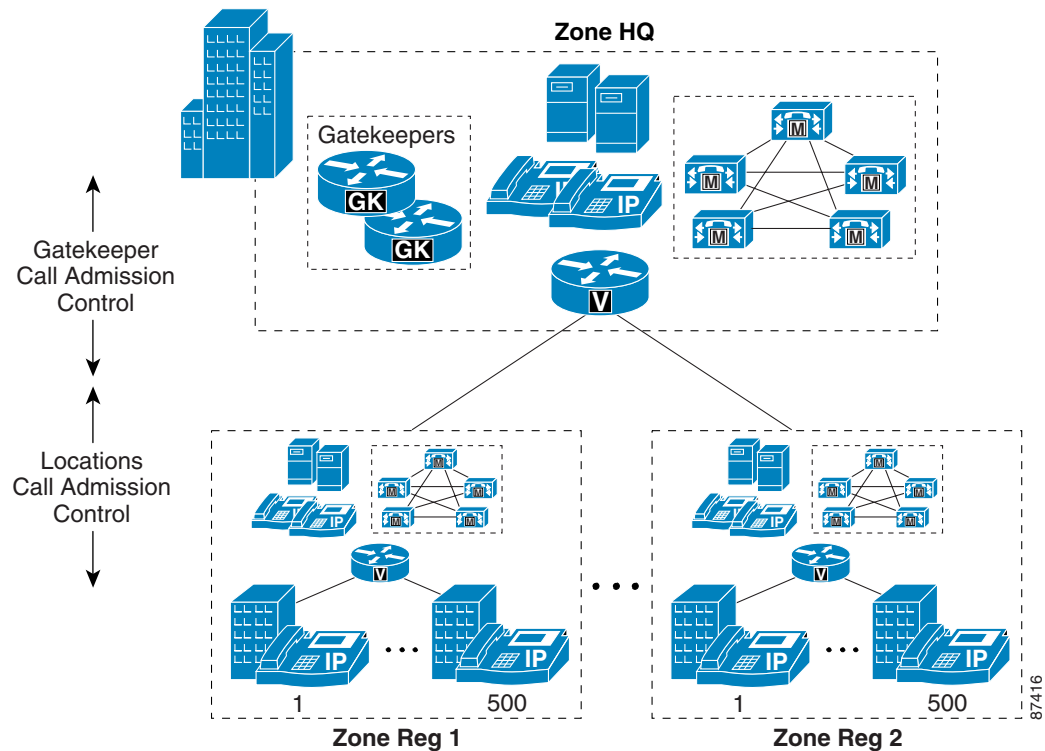 Zone HQ
Gatekeepers
GK
GK
IP
IP
M
M
M
M
M
V
Gatekeeper
Call Admission
Control
Locations
Call Admission
Control
IP
M
M
M
M
M
V
IP
...
IP
1
500
Zone Reg 1
...
IP
M
M
M
M
M
V
IP
...
IP
1
500
Zone Reg 2
87416